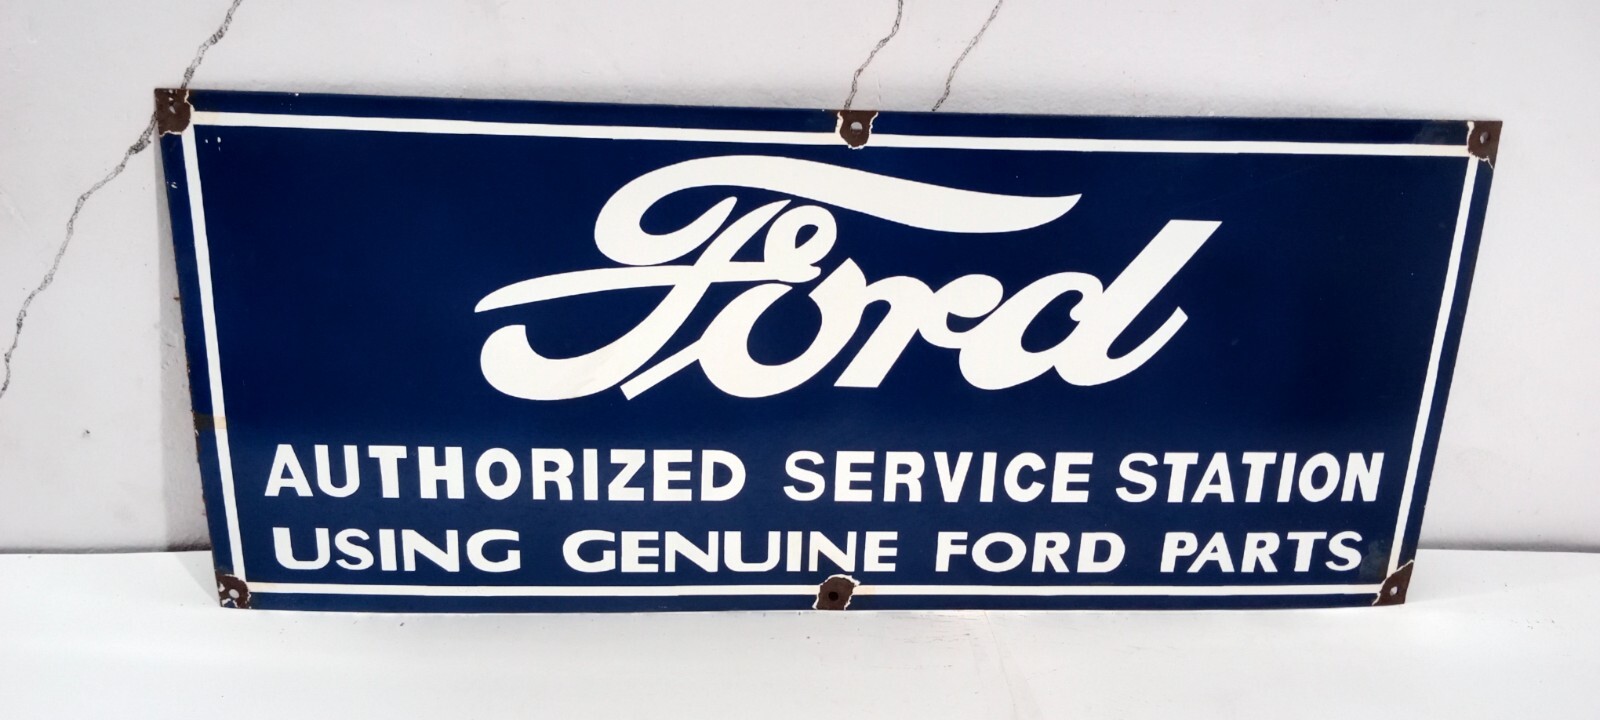 Ford
AUTHORIZED SERVICE STATION
USING GENUINE FORD PARTS